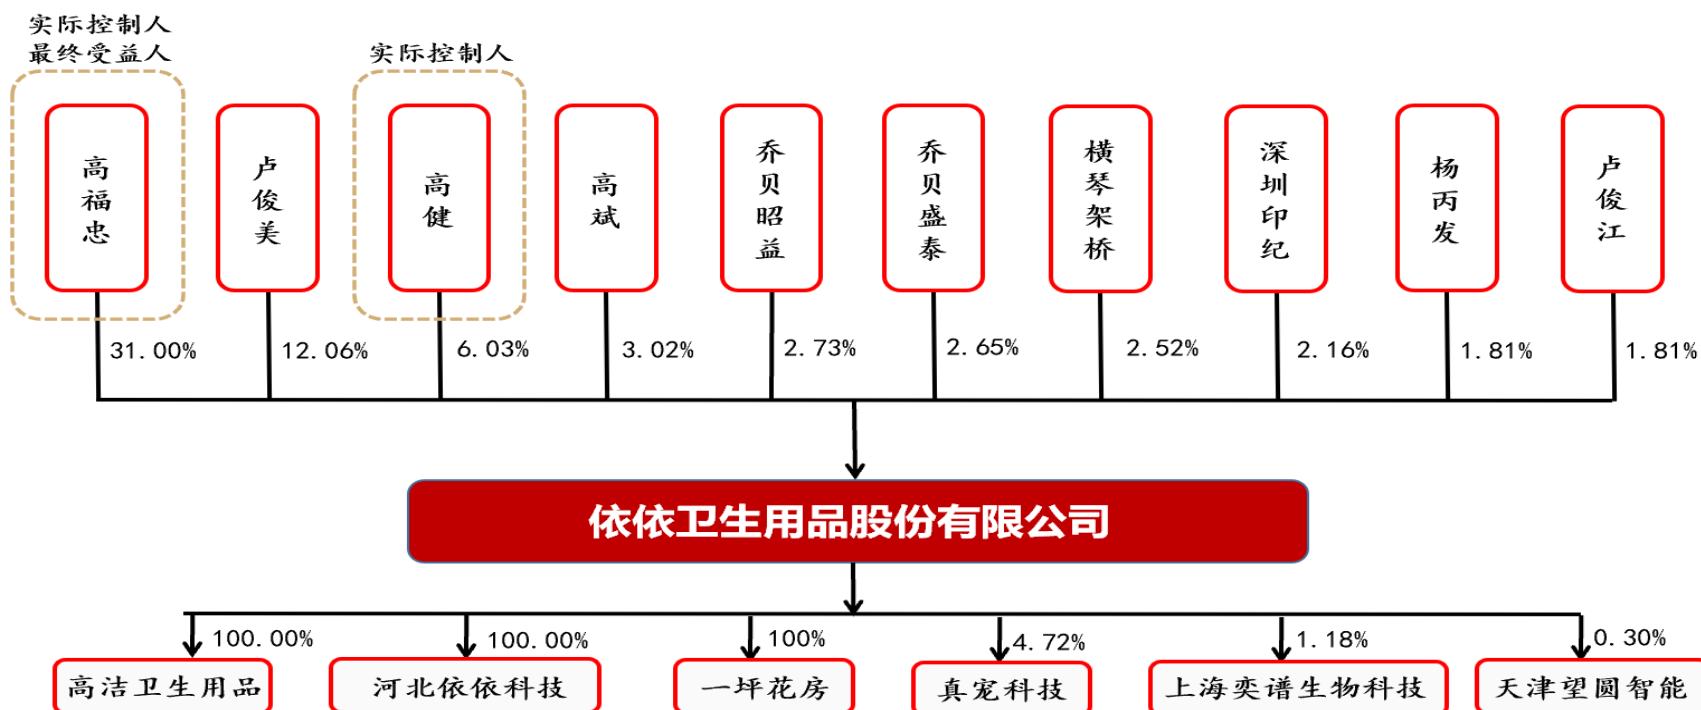 实际控制人
最终受益人
实际控制人
高福忠
卢俊美
高健
高斌
乔贝昭益
乔贝盛泰
横琴架桥
深圳印纪
杨丙发
卢俊江
31.00%
12.06%
6.03%
3.02%
2.73%
2.65%
2.52%
2.16%
1.81%
1.81%
依依卫生用品股份有限公司
100.00%
100.00%
100%
4.72%
1.18%
0.30%
高洁卫生用品
河北依依科技
一坪花房
真宠科技
上海奕谱生物科技
天津望圆智能